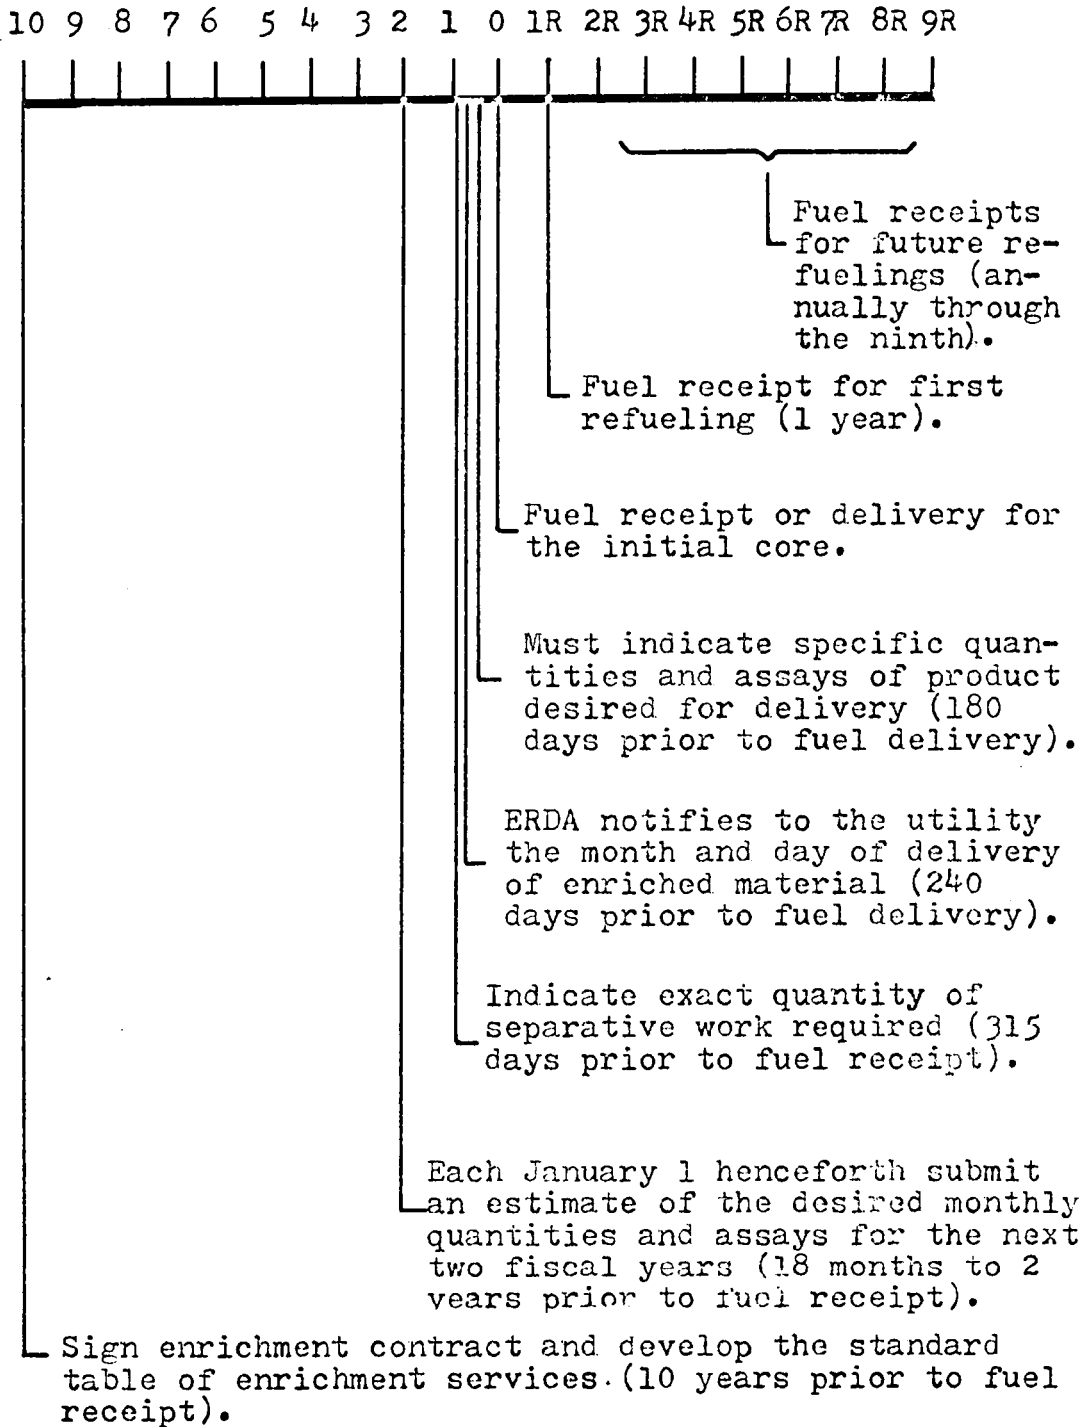 10 9 8 7 6 5 4 3 2 1 0 1R 2R 3R 4R 5R 6R 7R 8R 9R
Fuel receipts
for future re-
fuelings (an-
nually through
the ninth).
Fuel receipt for first
refueling (1 year).
Fuel receipt or delivery for
the initial core.
Must indicate specific quan-
tities and assays of product
desired for delivery (180
days prior to fuel delivery).
ERDA notifies to the utility
the month and day of delivery
of enriched material (240
days prior to fuel delivery).
Indicate exact quantity of
separative work required (315
days prior to fuel receipt).
Each January 1 henceforth submit
an estimate of the desired monthly
quantities and assays for the next
two fiscal years (18 months to 2
years prior to fuel receipt).
Sign enrichment contract and develop the standard
table of enrichment services (10 years prior to fuel
receipt).